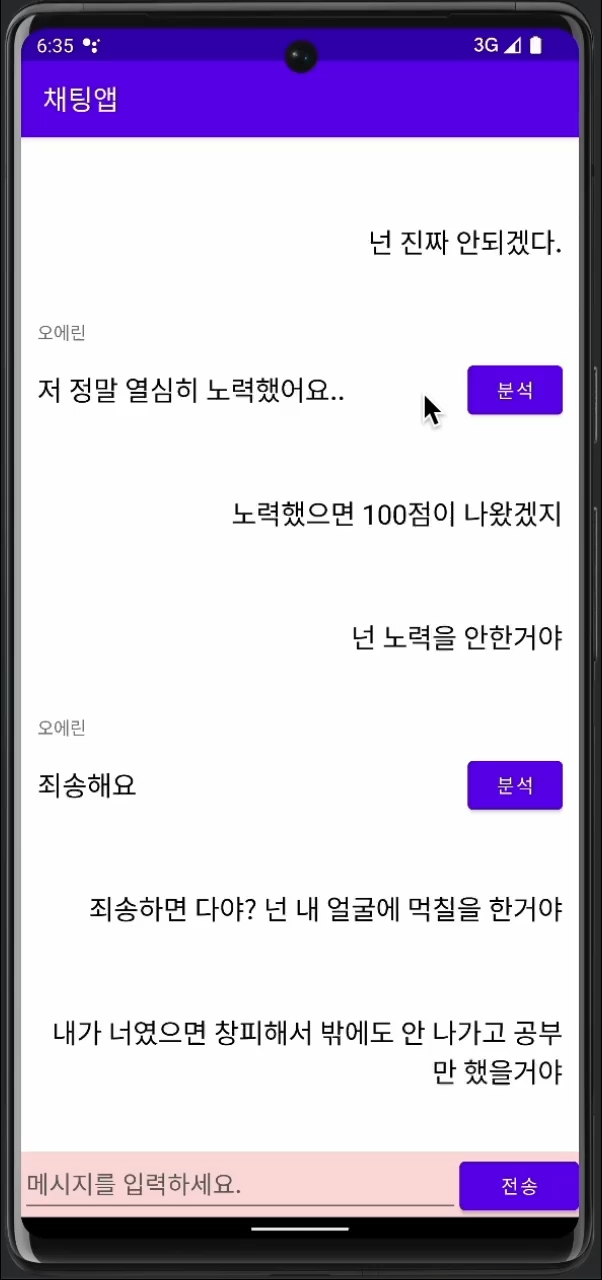 6:35 3G
채팅앱
넌 진짜 안되겠다.
오에린
저 정말 열심히 노력했어요.. 분석
노력했으면 100점이 나왔겠지
넌 노력을 안한거야
오에린
죄송해요 분석
죄송하면 다야? 넌 내 얼굴에 먹칠을 한거야
내가 너였으면 창피해서 밖에도 안 나가고 공부
만 했을거야
메시지를 입력하세요. 전송